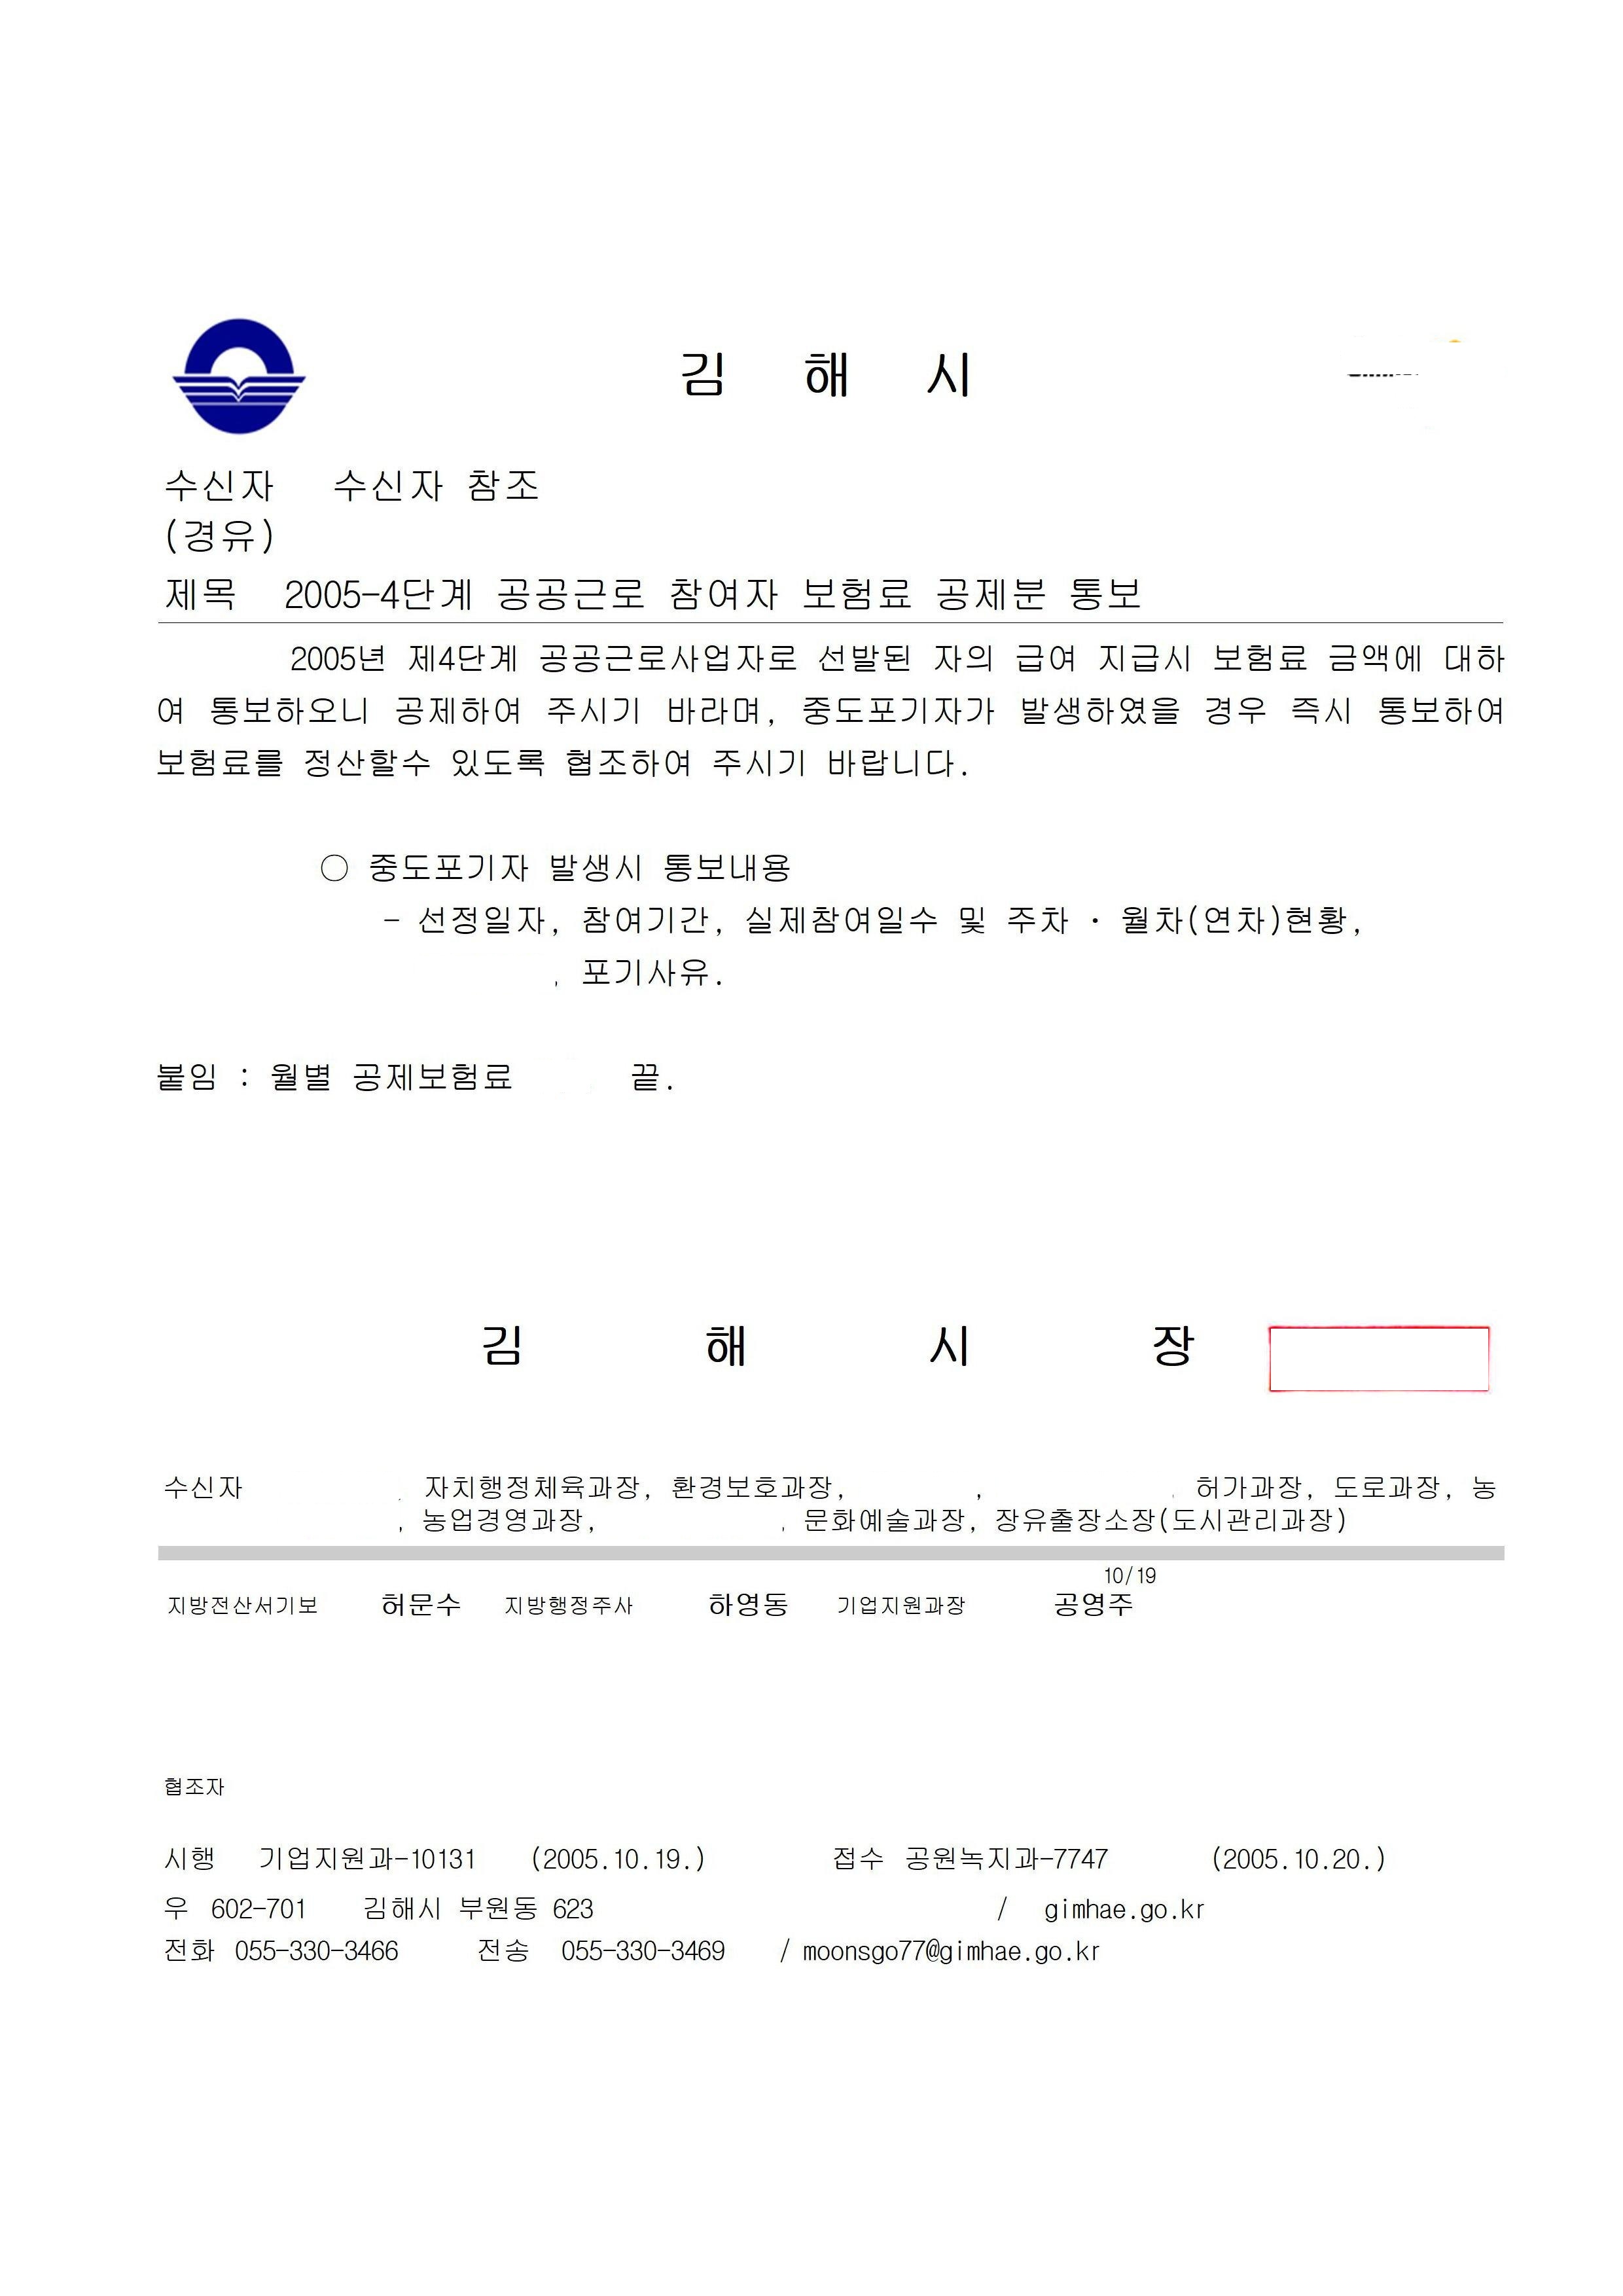 김 해 시
수신자 수신자 참조
(경유)
제목 2005-4단계 공공근로 참여자 보험료 공제분 통보
2005년 제4단계 공공근로사업자로 선발된 자의 급여 지급시 보험료 금액에 대하
여 통보하오니 공제하여 주시기 바라며, 중도포기자가 발생하였을 경우 즉시 통보하여
보험료를 정산할수 있도록 협조하여 주시기 바랍니다.
○ 중도포기자 발생시 통보내용
- 선정일자, 참여기간, 실제참여일수 및 주차·월차(연차)현황,
, 포기사유.
붙임 : 월별 공제보험료 끝.
김 해 시 장
수신자 , 자치행정체육과장, 환경보호과장, , , 허가과장, 도로과장, 농
, 농업경영과장, , 문화예술과장, 장유출장소장(도시관리과장)
10/19
지방전산서기보 허문수 지방행정주사 하영동 기업지원과장 공영주
협조자
시행 기업지원과-10131 (2005.10.19.) 접수 공원녹지과-7747 (2005.10.20.)
우 602-701 김해시 부원동 623 / gimhae.go.kr
전화 055-330-3466 전송 055-330-3469 / moonsgo77@gimhae.go.kr